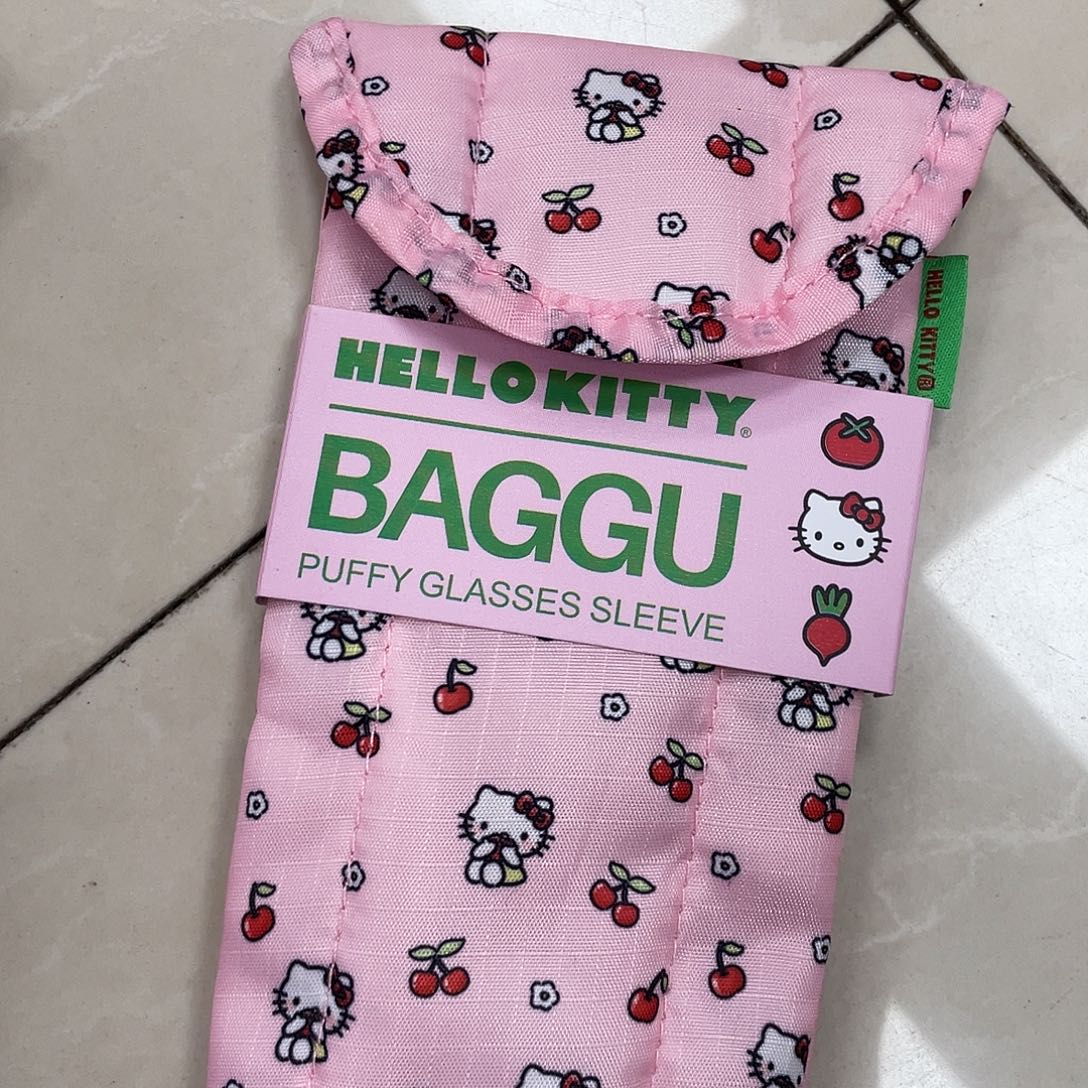 HELLO KITTY®
HELLO KITTY®
BAGGU
PUFFY GLASSES SLEEVE